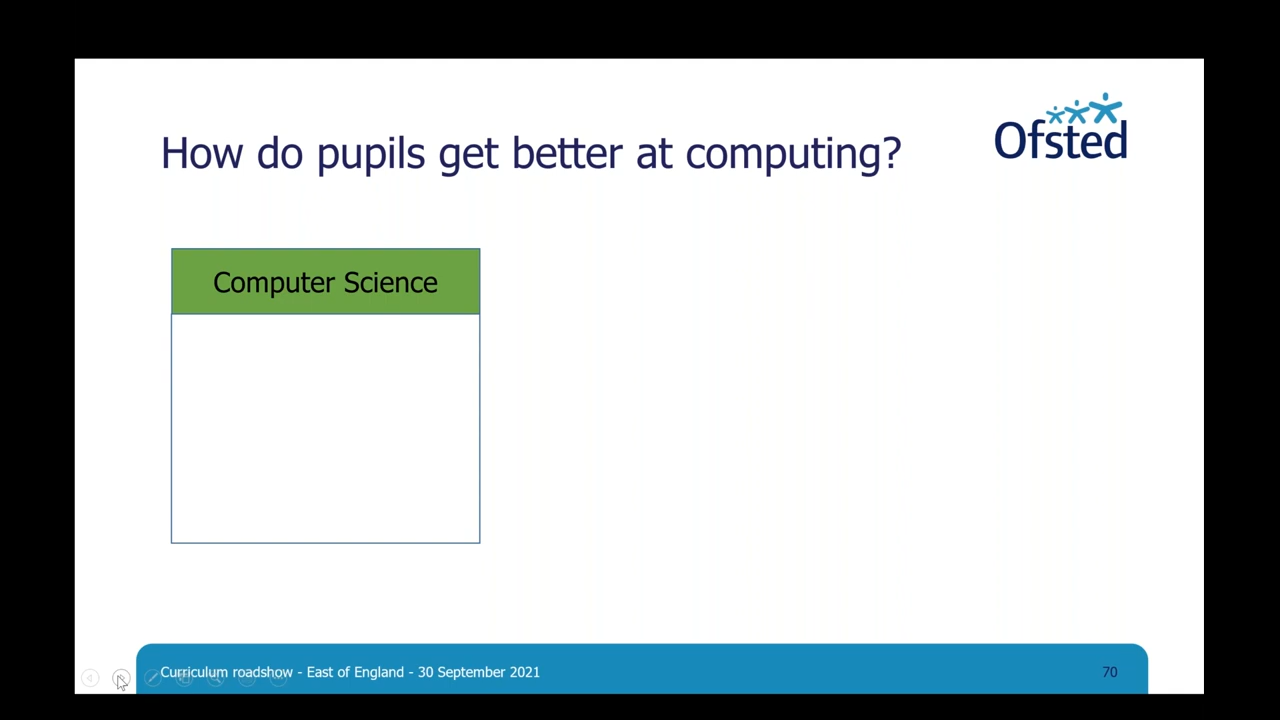 How do pupils get better at computing?
Ofsted
Computer Science
Curriculum roadshow - East of England - 30 September 2021
70